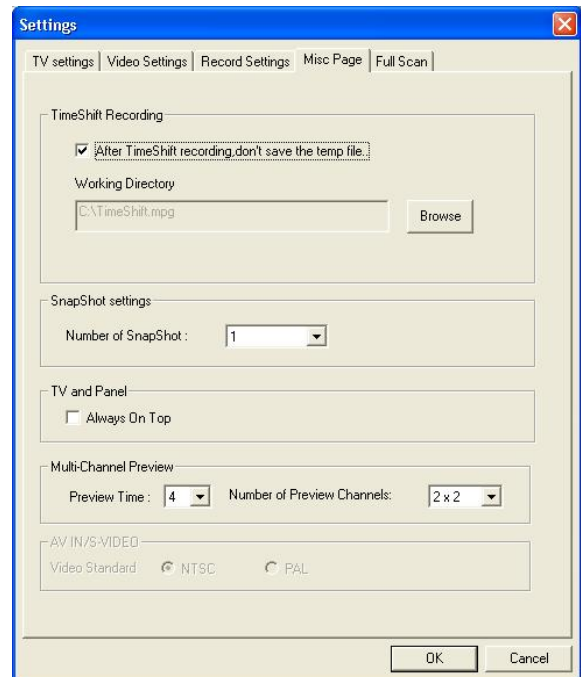 Settings
TV settings Video Settings Record Settings Misc Page Full Scan
TimeShift Recording
After TimeShift recording,don't save the temp file..
Working Directory
C:\TimeShift.mpg Browse
SnapShot settings
Number of SnapShot : 1
TV and Panel
Always On Top
Multi-Channel Preview
Preview Time : 4 Number of Preview Channels: 2 x 2
AV IN/S-VIDEO
Video Standard NTSC PAL
OK Cancel